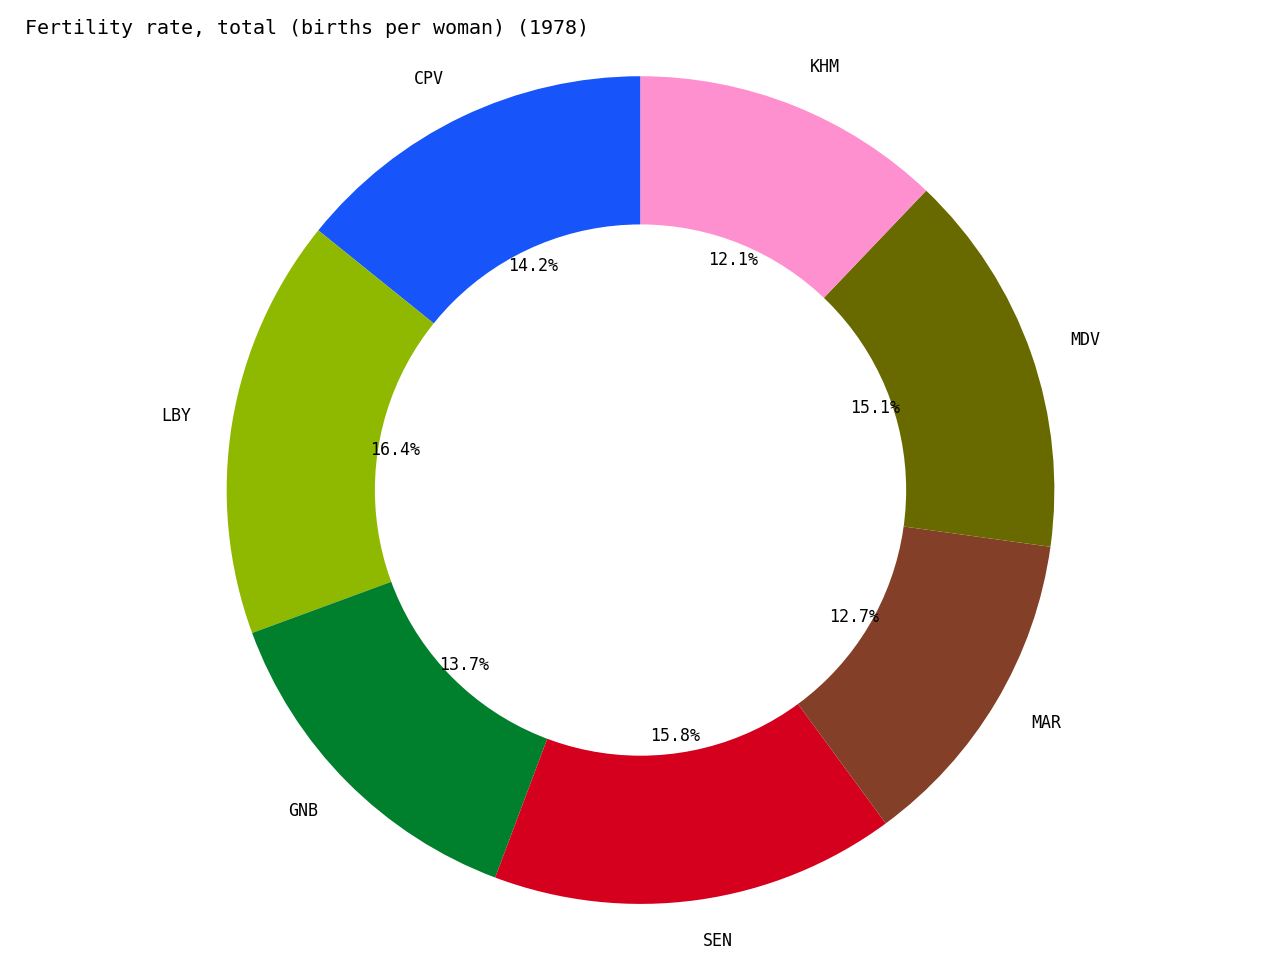 Fertility rate, total (births per woman) (1978)
KHM
CPV
12.1%
14.2%
MDV
15.1%
LBY
16.4%
12.7%
13.7%
MAR
15.8%
GNB
SEN